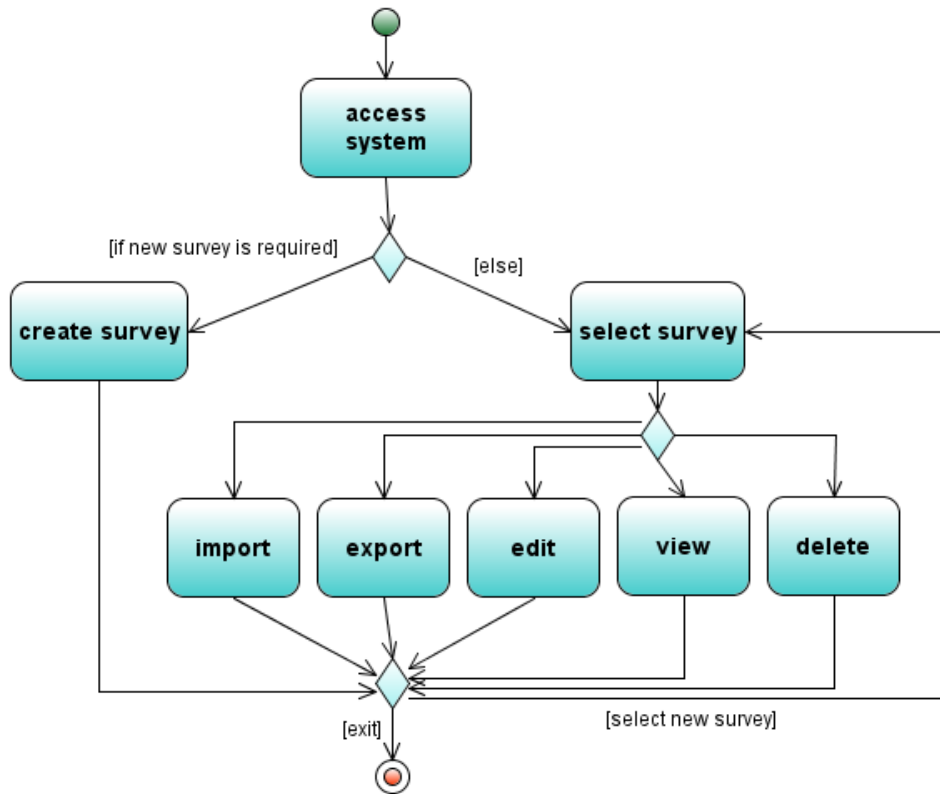 access
system
[if new survey is required]
[else]
create survey
select survey
import
export
edit
view
delete
[select new survey]
[exit]